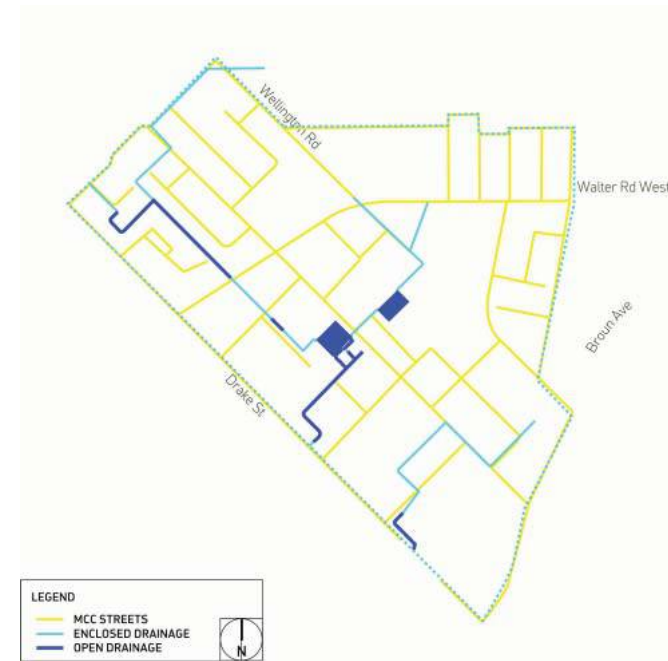 Wellington Rd
Walter Rd West
Broun Ave
Drake St
LEGEND
MCC STREETS
ENCLOSED DRAINAGE
OPEN DRAINAGE
N